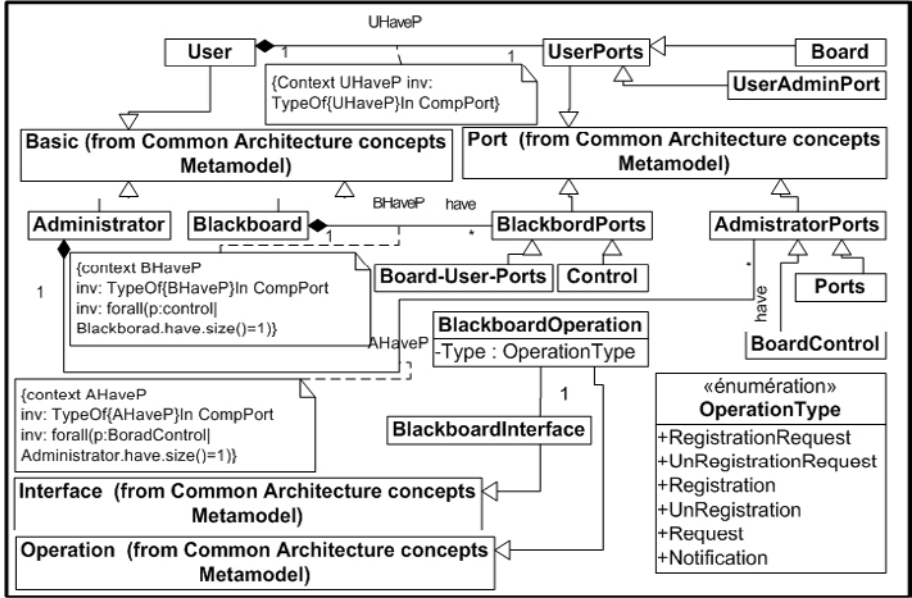 UHaveP
User
1
1
UserPorts
Board
UserAdminPort
{Context UHaveP inv:
TypeOf{UHaveP}In CompPort}
Basic (from Common Architecture concepts
Metamodel)
Port (from Common Architecture concepts
Metamodel)
Administrator
Blackboard
1
BHaveP
have
*
BlackbordPorts
AdmistratorPorts
{context BHaveP
inv: TypeOf{BHaveP}In CompPort
inv: forall(p:control|
Blackborad.have.size()=1)}
1
Board-User-Ports
Control
*
have
Ports
BoardControl
AHaveP
BlackboardOperation
-Type : OperationType
{context AHaveP
inv: TypeOf{AHaveP}In CompPort
inv: forall(p:BoradControl|
Administrator.have.size()=1)}
1
BlackboardInterface
«énumération»
OperationType
+RegistrationRequest
+UnRegistrationRequest
+Registration
+UnRegistration
+Request
+Notification
Interface (from Common Architecture concepts
Metamodel)
Operation (from Common Architecture concepts
Metamodel)